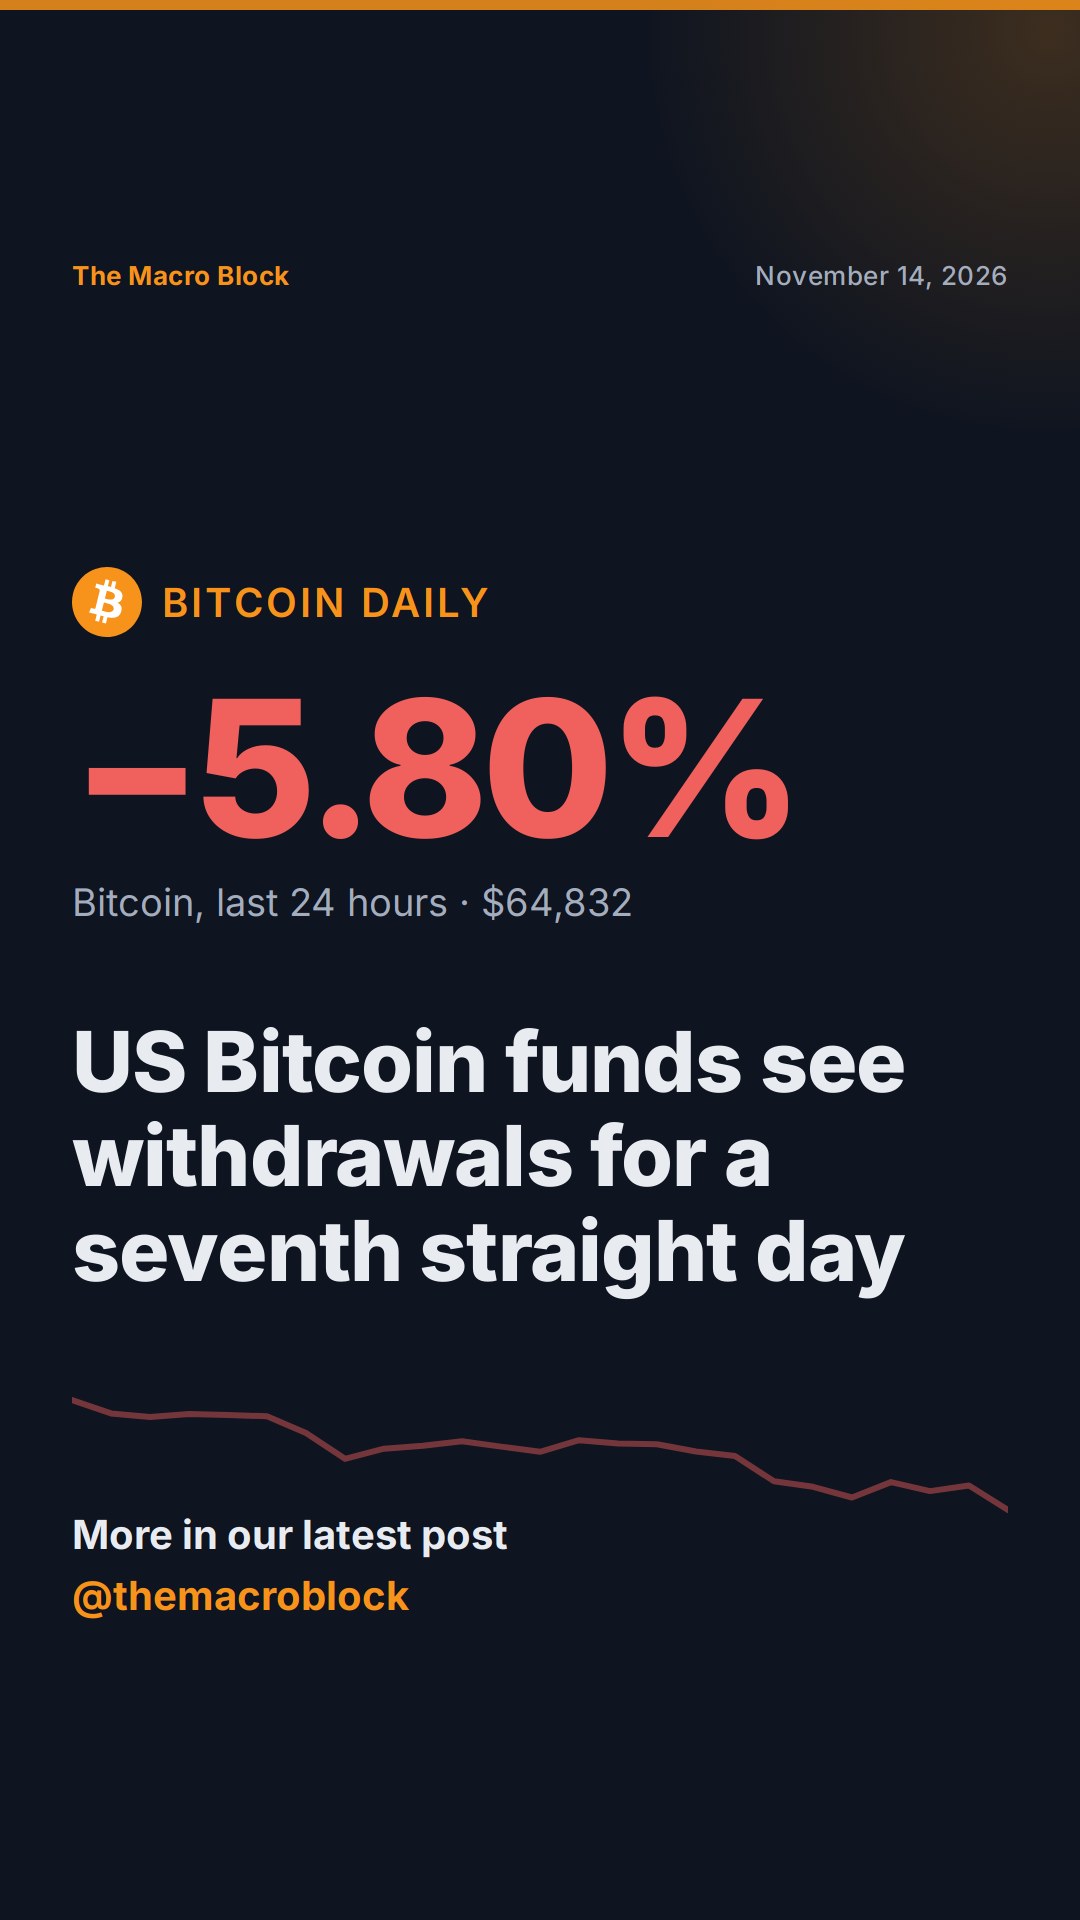 The Macro Block
November 14, 2026
BITCOIN DAILY
−5.80%
Bitcoin, last 24 hours · $64,832
US Bitcoin funds see
withdrawals for a
seventh straight day
More in our latest post
@themacroblock